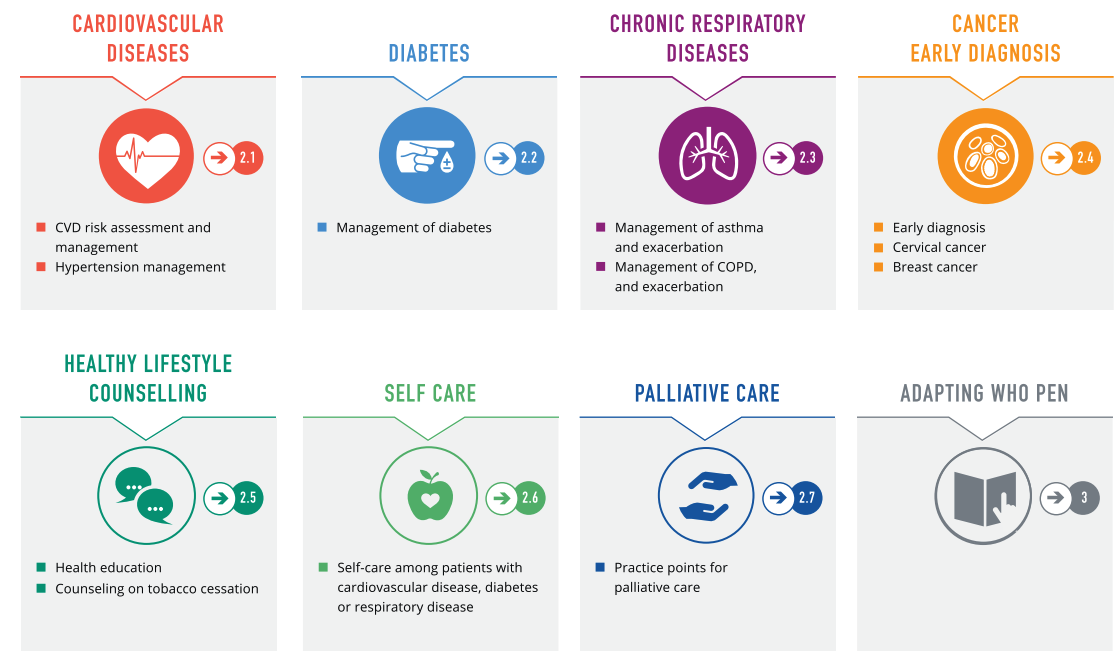 CARDIOVASCULAR
DISEASES
2.1
CVD risk assessment and
management
Hypertension management
DIABETES
2.2
Management of diabetes
CHRONIC RESPIRATORY
DISEASES
2.3
Management of asthma
and exacerbation
Management of COPD,
and exacerbation
CANCER
EARLY DIAGNOSIS
2.4
Early diagnosis
Cervical cancer
Breast cancer
HEALTHY LIFESTYLE
COUNSELLING
2.5
Health education
Counseling on tobacco cessation
SELF CARE
2.6
Self-care among patients with
cardiovascular disease, diabetes
or respiratory disease
PALLIATIVE CARE
2.7
Practice points for
palliative care
ADAPTING WHO PEN
3